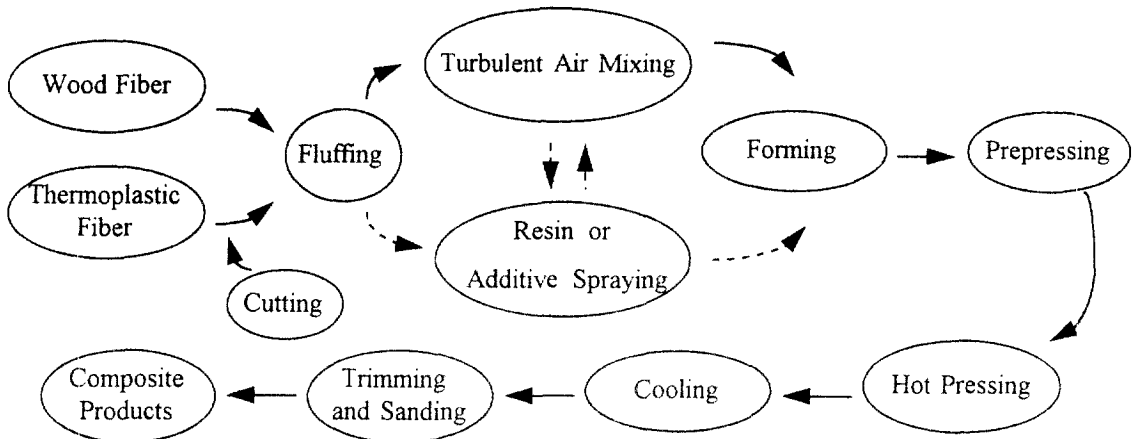 Wood Fiber
Thermoplastic
Fiber
Cutting
Fluffing
Turbulent Air Mixing
Resin or
Additive Spraying
Forming
Prepressing
Hot Pressing
Cooling
Trimming
and Sanding
Composite
Products